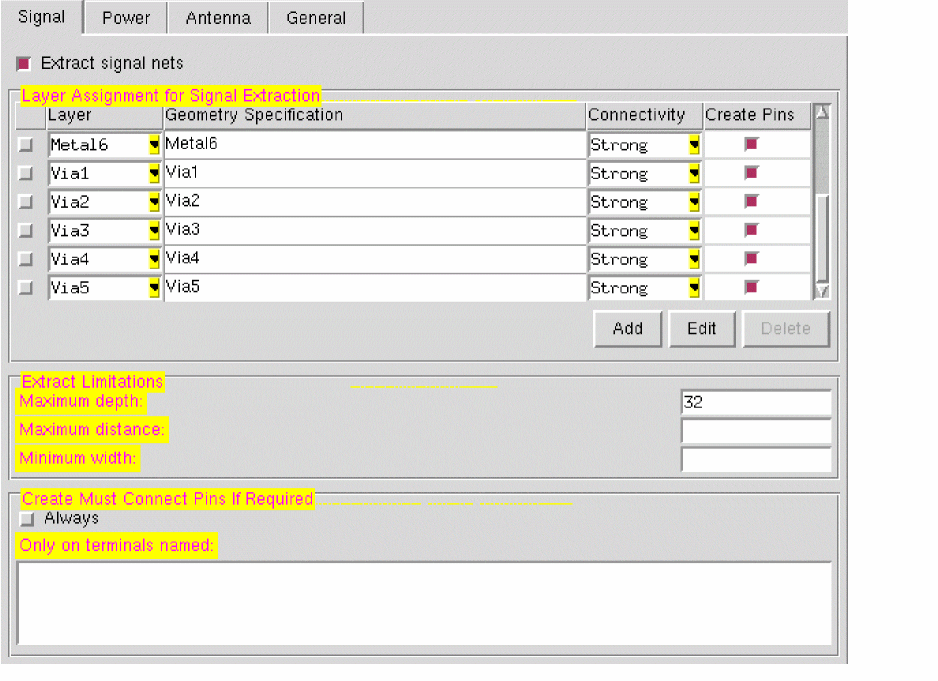 Signal Power Antenna General
Extract signal nets
Layer Assignment for Signal Extraction
Layer Geometry Specification Connectivity Create Pins
Metal6 Metal6 Strong
Via1 Via1 Strong
Via2 Via2 Strong
Via3 Via3 Strong
Via4 Via4 Strong
Via5 Via5 Strong
Add Edit Delete
Extract Limitations
Maximum depth: 32
Maximum distance:
Minimum width:
Create Must Connect Pins If Required
Always
Only on terminals named: